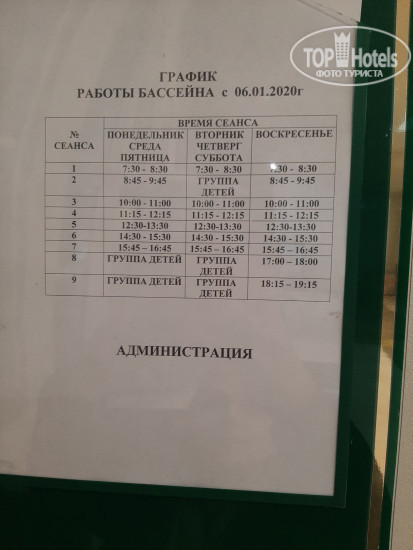 TOP Hotels
ФОТО ТУРИСТА
ГРАФИК
РАБОТЫ БАССЕЙНА с 06.01.2020г
№ СЕАНСА ВРЕМЯ СЕАНСА
ПОНЕДЕЛЬНИК СРЕДА ПЯТНИЦА ВТОРНИК ЧЕТВЕРГ СУББОТА ВОСКРЕСЕНЬЕ
1 7:30 - 8:30 7:30 - 8:30 7:30 - 8:30
2 8:45 - 9:45 ГРУППА ДЕТЕЙ 8:45 - 9:45
3 10:00 - 11:00 10:00 - 11:00 10:00 - 11:00
4 11:15 - 12:15 11:15 - 12:15 11:15 - 12:15
5 12:30-13:30 12:30-13:30 12:30-13:30
6 14:30 - 15:30 14:30 - 15:30 14:30 - 15:30
7 15:45 – 16:45 15:45 – 16:45 15:45 – 16:45
8 ГРУППА ДЕТЕЙ ГРУППА ДЕТЕЙ 17:00 – 18:00
9 ГРУППА ДЕТЕЙ ГРУППА ДЕТЕЙ 18:15 – 19:15
АДМИНИСТРАЦИЯ